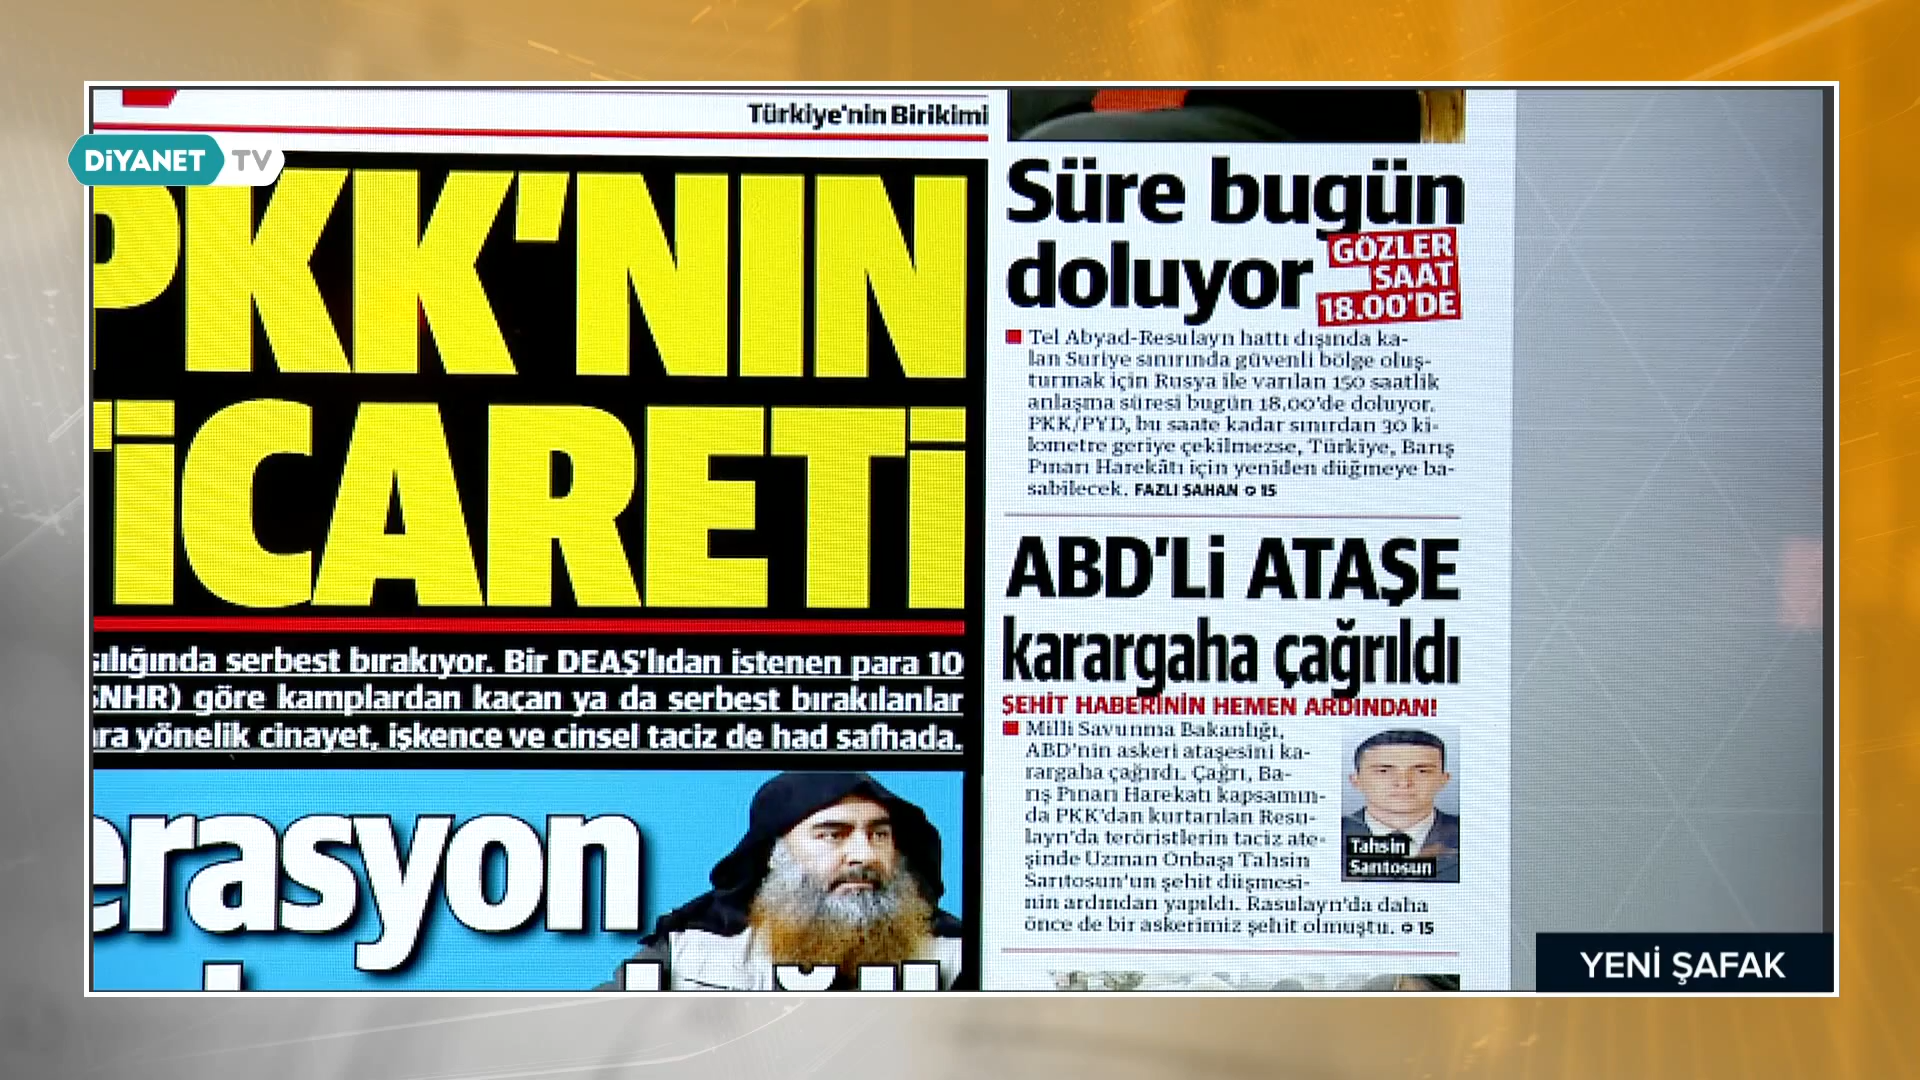 DİYANET TV
Türkiye'nin Birikimi
PKK'NIN
TİCARETİ
serbest bırakıyor. Bir DEAŞ'lıdan istenen para 10
göre kamplardan kaçan ya da serbest bırakılanlar
yönelik cinayet, işkence ve cinsel taciz de had safhada.
erasyon
Süre bugün
doluyor
GÖZLER
SAAT
18.00'DE
Tel Abyad-Resulayn hattı dışında ka-
lan Suriye sınırında güvenli bölge oluş-
turmak için Rusya ile varılan 150 saatlik
anlaşma süresi bugün 18.00'de doluyor.
PKK/PYD, bu saate kadar sınırdan 30 ki-
lometre geriye çekilmezse, Türkiye, Barış
Pınarı Harekâtı için yeniden düğmeye ba-
sabilecek. FAZLI ŞAHAN 15
ABD'Lİ ATAŞE
karargaha çağrıldı
ŞEHİT HABERİNİN HEMEN ARDINDAN!
Milli Savunma Bakanlığı,
ABD'nin askeri ataşesini ka-
rargaha çağırdı. Çağrı, Ba-
rış Pınarı Harekatı kapsamın-
da PKK'dan kurtarılan Resu-
layn'da teröristlerin taciz ate-
şinde Uzman Onbaşı Tahsin
Sarıtosun'un şehit düşmesi-
nin ardından yapıldı. Rasulayn'da daha
önce de bir askerimiz şehit olmuştu. 15
Tahsin
Sarıtosun
YENİ ŞAFAK